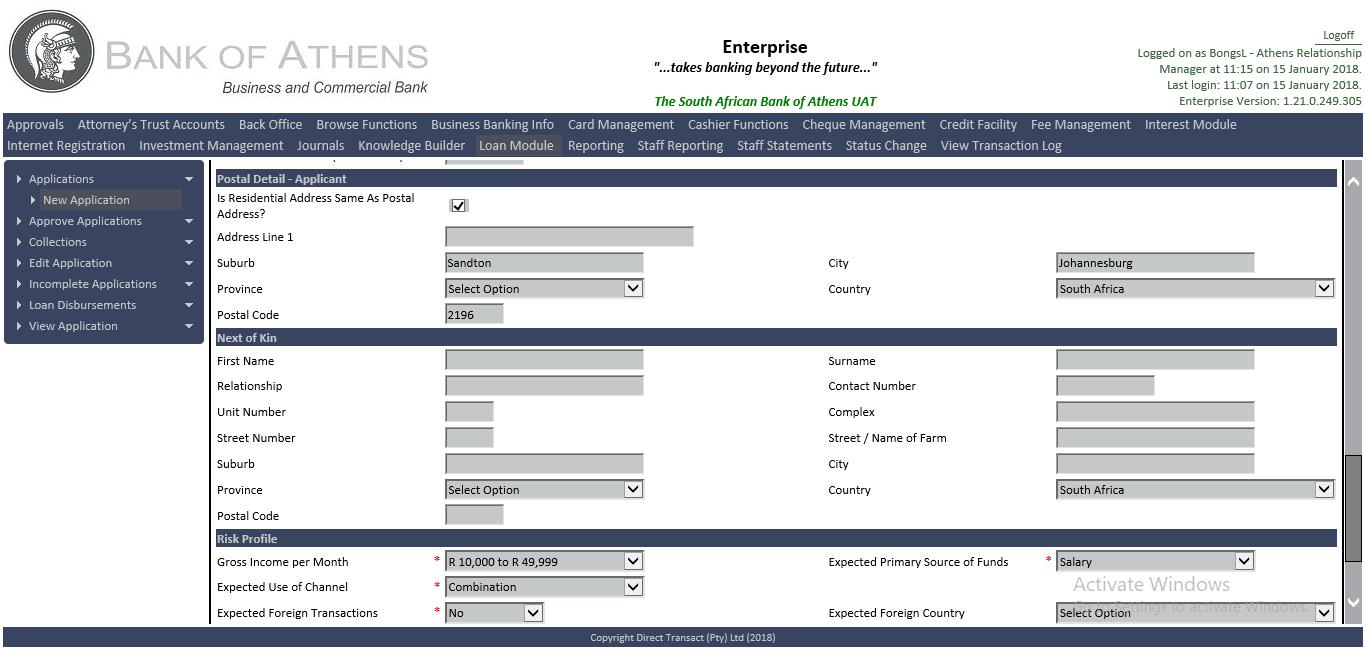 BANK OF ATHENS
Business and Commercial Bank
Enterprise
"...takes banking beyond the future..."
The South African Bank of Athens UAT
Logoff
Logged on as BongsL - Athens Relationship
Manager at 11:15 on 15 January 2018.
Last login: 11:07 on 15 January 2018.
Enterprise Version: 1.21.0.249.305
Approvals Attorney's Trust Accounts Back Office Browse Functions Business Banking Info Card Management Cashier Functions Cheque Management Credit Facility Fee Management Interest Module
Internet Registration Investment Management Journals Knowledge Builder Loan Module Reporting Staff Reporting Staff Statements Status Change View Transaction Log
Applications
New Application
Approve Applications
Collections
Edit Application
Incomplete Applications
Loan Disbursements
View Application
Postal Detail - Applicant
Is Residential Address Same As Postal
Address?
Address Line 1
Suburb Sandton City Johannesburg
Province Select Option Country South Africa
Postal Code 2196
Next of Kin
First Name Surname
Relationship Contact Number
Unit Number Complex
Street Number Street / Name of Farm
Suburb City
Province Select Option Country South Africa
Postal Code
Risk Profile
Gross Income per Month * R 10,000 to R 49,999 Expected Primary Source of Funds * Salary
Expected Use of Channel * Combination
Activate Windows
Expected Foreign Transactions * No Expected Foreign Country Select Option
Settings to activate Windows.
Copyright Direct Transact (Pty) Ltd (2018)